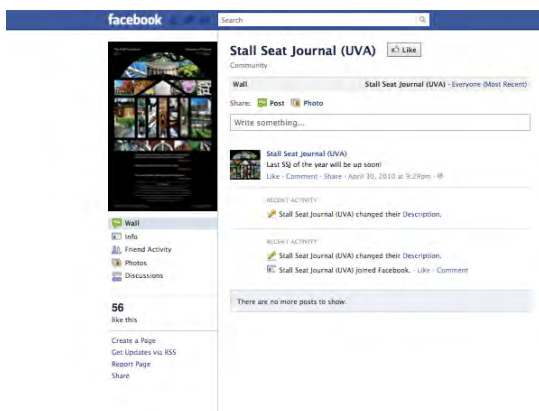 facebook
Search
Stall Seat Journal (UVA)
Like
Community
Wall
Stall Seat Journal (UVA) · Everyone (Most Recent)
Share:
Post
Photo
Write something...
Stall Seat Journal (UVA)
Last SSJ of the year will be up soon!
Like · Comment · Share · April 30, 2010 at 9:29pm ·
RECENT ACTIVITY
Stall Seat Journal (UVA) changed their Description.
RECENT ACTIVITY
Stall Seat Journal (UVA) changed their Description.
Stall Seat Journal (UVA) joined Facebook. · Like · Comment
There are no more posts to show.
Wall
Info
Friend Activity
Photos
Discussions
56
like this
Create a Page
Get Updates via RSS
Report Page
Share